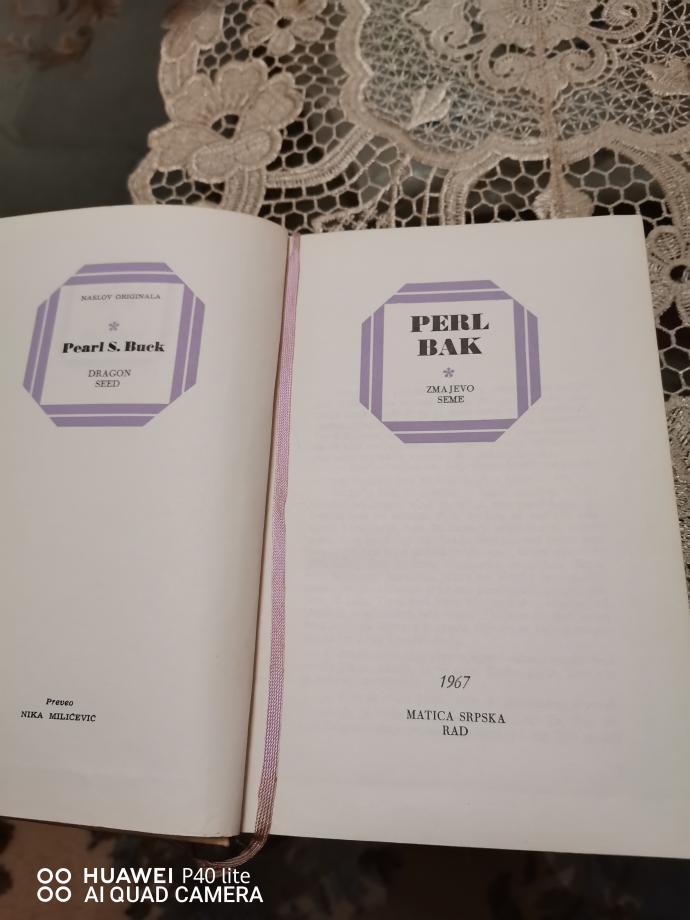 NASLOV ORIGINALA
*
Pearl S. Buck
DRAGON
SEED
Preveo
NIKA MILIĆEVIĆ
PERL
BAK
*
ZMAJEVO
SEME
1967
MATICA SRPSKA
RAD
HUAWEI P40 lite
AI QUAD CAMERA